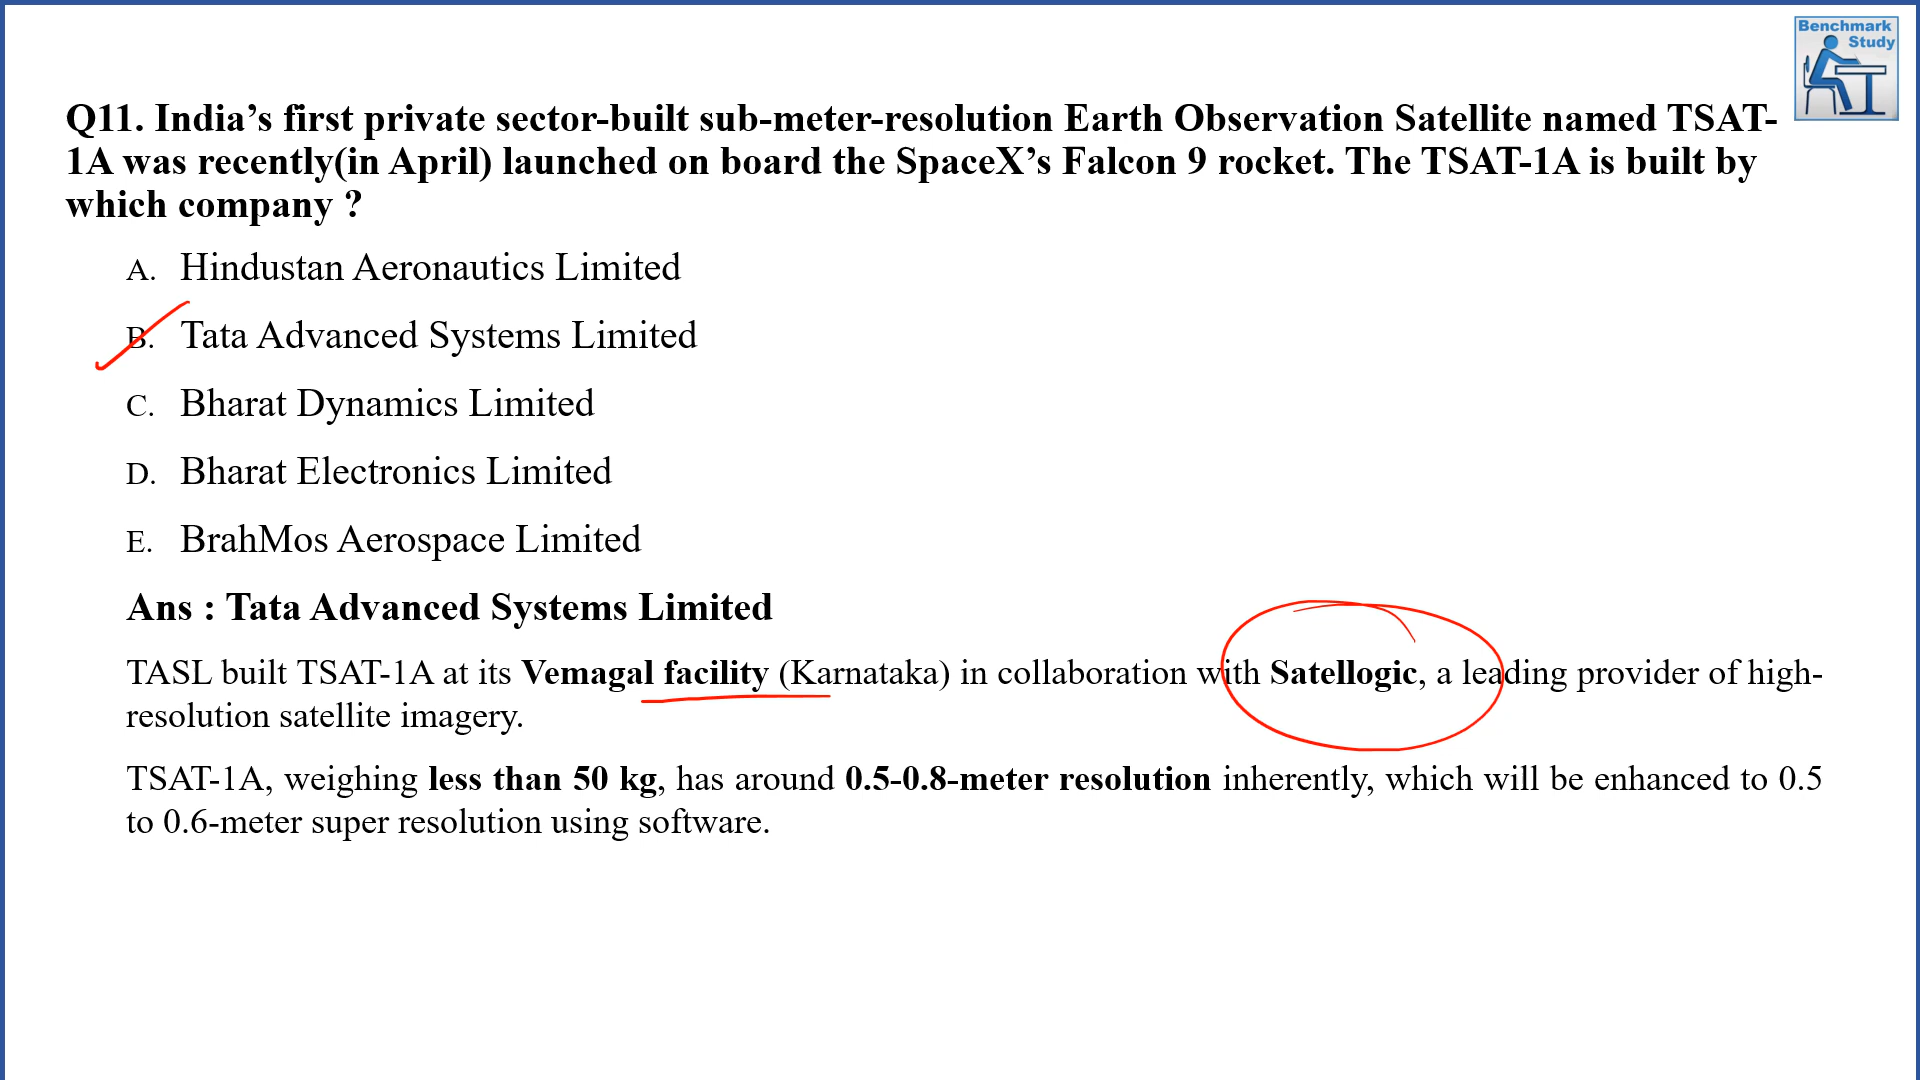 Benchmark
Study
Q11. India’s first private sector-built sub-meter-resolution Earth Observation Satellite named TSAT-
1A was recently(in April) launched on board the SpaceX’s Falcon 9 rocket. The TSAT-1A is built by
which company ?
A. Hindustan Aeronautics Limited
B. Tata Advanced Systems Limited
C. Bharat Dynamics Limited
D. Bharat Electronics Limited
E. BrahMos Aerospace Limited
Ans : Tata Advanced Systems Limited
TASL built TSAT-1A at its Vemagal facility (Karnataka) in collaboration with Satellogic, a leading provider of high-
resolution satellite imagery.
TSAT-1A, weighing less than 50 kg, has around 0.5-0.8-meter resolution inherently, which will be enhanced to 0.5
to 0.6-meter super resolution using software.